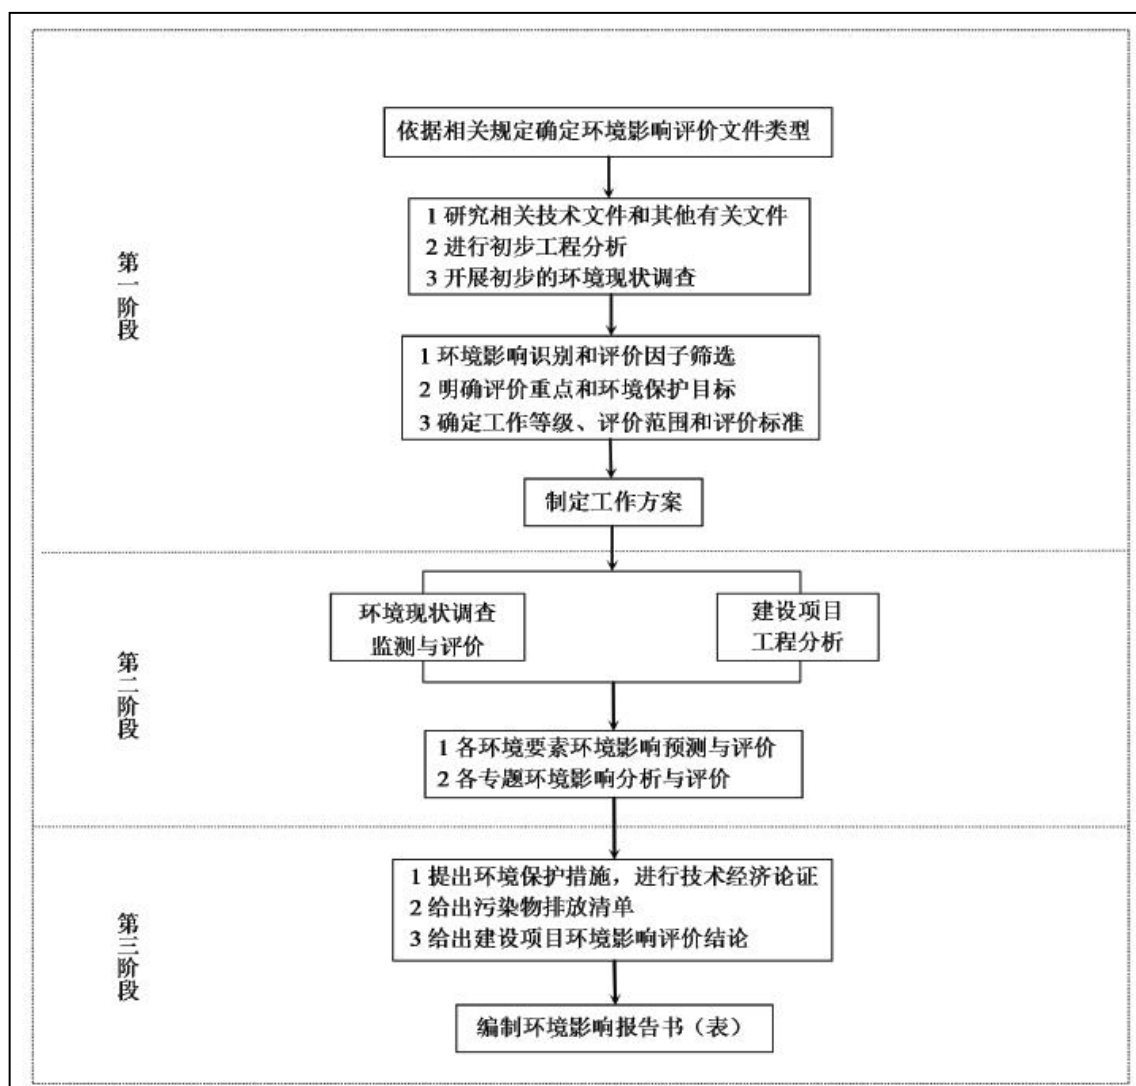 依据相关规定确定环境影响评价文件类型
1 研究相关技术文件和其他有关文件
2 进行初步工程分析
3 开展初步的环境现状调查
第一阶段
1 环境影响识别和评价因子筛选
2 明确评价重点和环境保护目标
3 确定工作等级、评价范围和评价标准
制定工作方案
环境现状调查
监测与评价
建设项目
工程分析
第二阶段
1 各环境要素环境影响预测与评价
2 各专题环境影响分析与评价
1 提出环境保护措施，进行技术经济论证
2 给出污染物排放清单
3 给出建设项目环境影响评价结论
第三阶段
编制环境影响报告书（表）